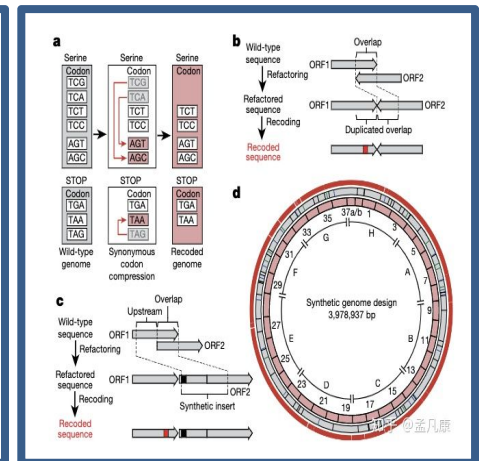 a
Serine Serine Serine
Codon Codon Codon
TCG TCG
TCA TCA
TCT TCT TCT
TCC TCC TCC
AGT AGT AGT
AGC AGC AGC
STOP STOP STOP
Codon Codon Codon
TGA TGA TGA
TAA TAA TAA
TAG TAG
Wild-type genome
Synonymous codon compression
Recoded genome
b
Wild-type sequence
Refactoring
Refactored sequence
Recoding
Recoded sequence
Overlap
ORF1
ORF2
ORF1 ORF2
Duplicated overlap
c
Wild-type sequence
Refactoring
Refactored sequence
Recoding
Recoded sequence
Overlap
Upstream
ORF1
ORF2
ORF1
ORF2
Synthetic insert
d
37a/b 1 3 5 7 9 11 13 15 17 19 21 23 25 27 29 31 33 35
H A B C D E F G
Synthetic genome design
3,978,937 bp
知乎 @孟凡康